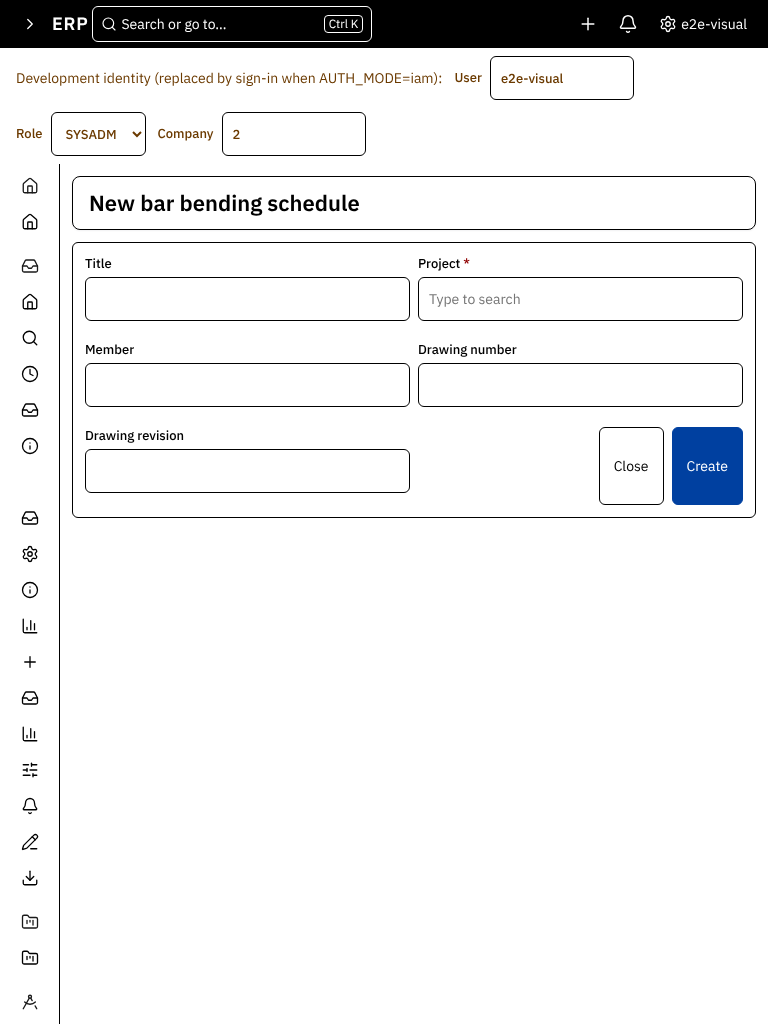 ERP
Search or go to...
Ctrl K
e2e-visual
Development identity (replaced by sign-in when AUTH_MODE=iam):
User
e2e-visual
Role
SYSADM
Company
2
New bar bending schedule
Title
Project *
Type to search
Member
Drawing number
Drawing revision
Close
Create